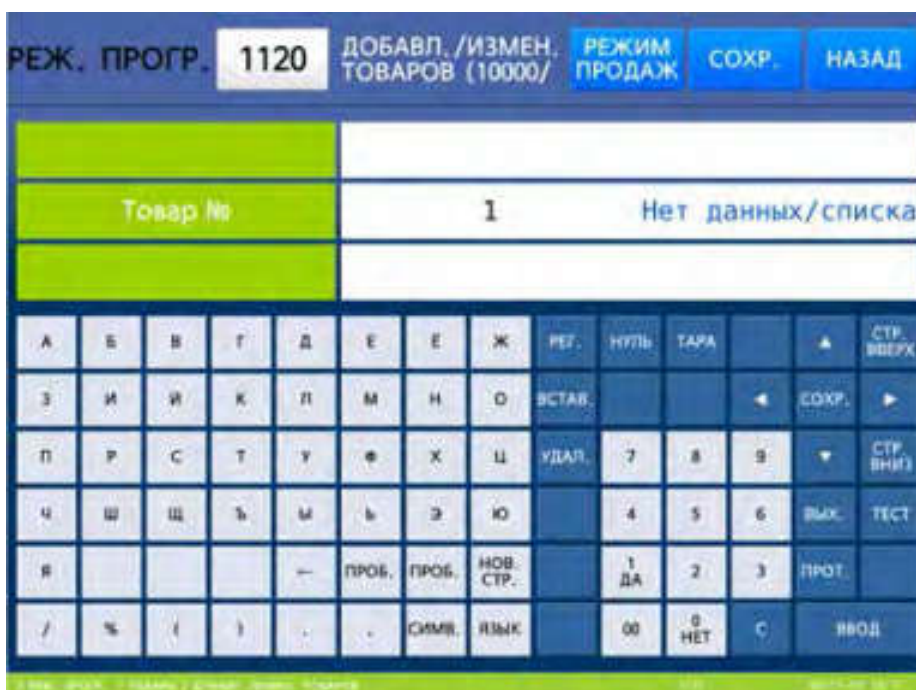 РЕЖ. ПРОГР. 1120 ДОБАВЛ./ИЗМЕН. ТОВАРОВ (10000/ РЕЖИМ ПРОДАЖ СОХР. НАЗАД
Товар № 1 Нет данных/списка
А Б В Г Д Е Ё Ж РЕГ. НУЛЬ ТАРА ▲ СТР. ВВЕРХ
З И Й К Л М Н О ВСТАВ. ◄ СОХР. ►
П Р С Т У Ф Х Ц УДАЛ. 7 8 9 ▼ СТР. ВНИЗ
Ч Ш Щ Ъ Ы Ь Э Ю 4 5 6 ВЫХ. ТЕСТ
Я ← ПРОБ. ПРОБ. НОВ. СТР. 1 ДА 2 3 ПРОТ.
/ % ( ) СИМВ. ЯЗЫК 00 0 НЕТ С ВВОД